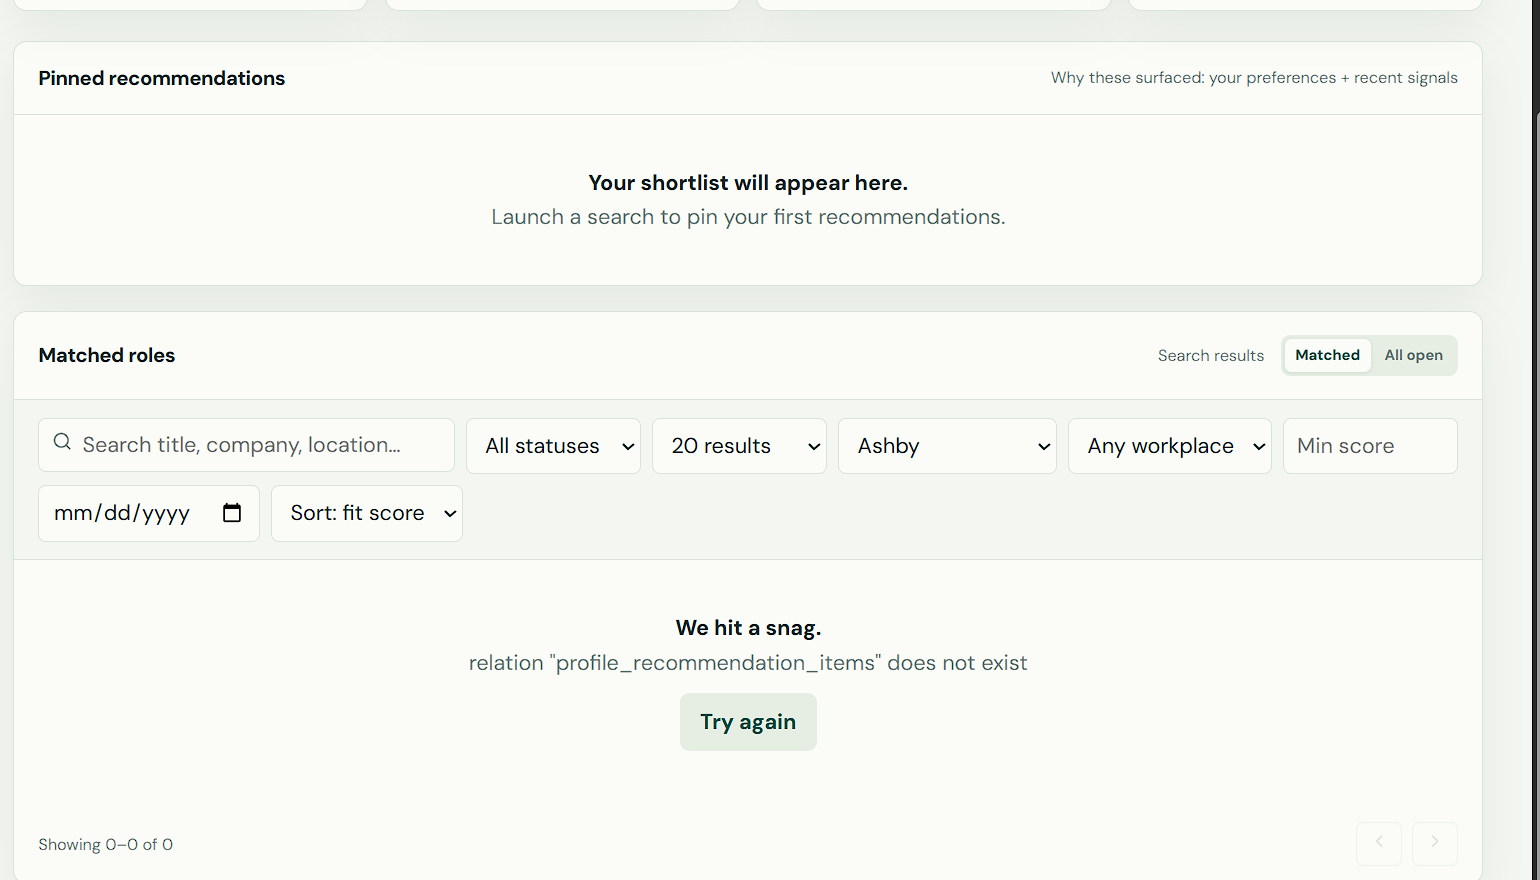 Pinned recommendations
Why these surfaced: your preferences + recent signals
Your shortlist will appear here.
Launch a search to pin your first recommendations.
Matched roles
Search results
Matched
All open
Search title, company, location...
All statuses
20 results
Ashby
Any workplace
Min score
mm/dd/yyyy
Sort: fit score
We hit a snag.
relation "profile_recommendation_items" does not exist
Try again
Showing 0–0 of 0